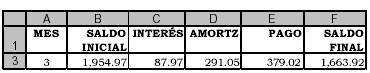 A B C D E F
MES SALDO INTERÉS AMORTZ PAGO SALDO
1 INICIAL FINAL
3 3 1,954.97 87.97 291.05 379.02 1,663.92